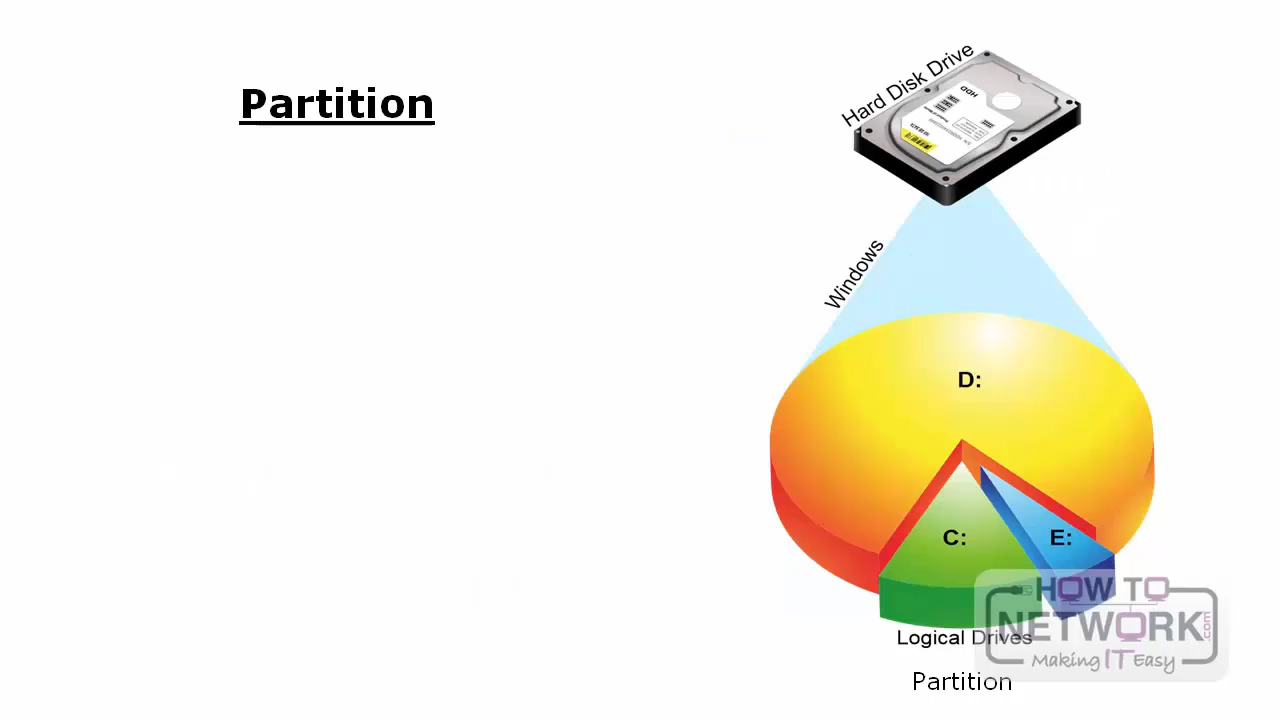 Partition
Hard Disk Drive
HDD
Windows
D:
C:
E:
Logical Drives
Partition
HOW TO
NETWORK.com
Making IT Easy